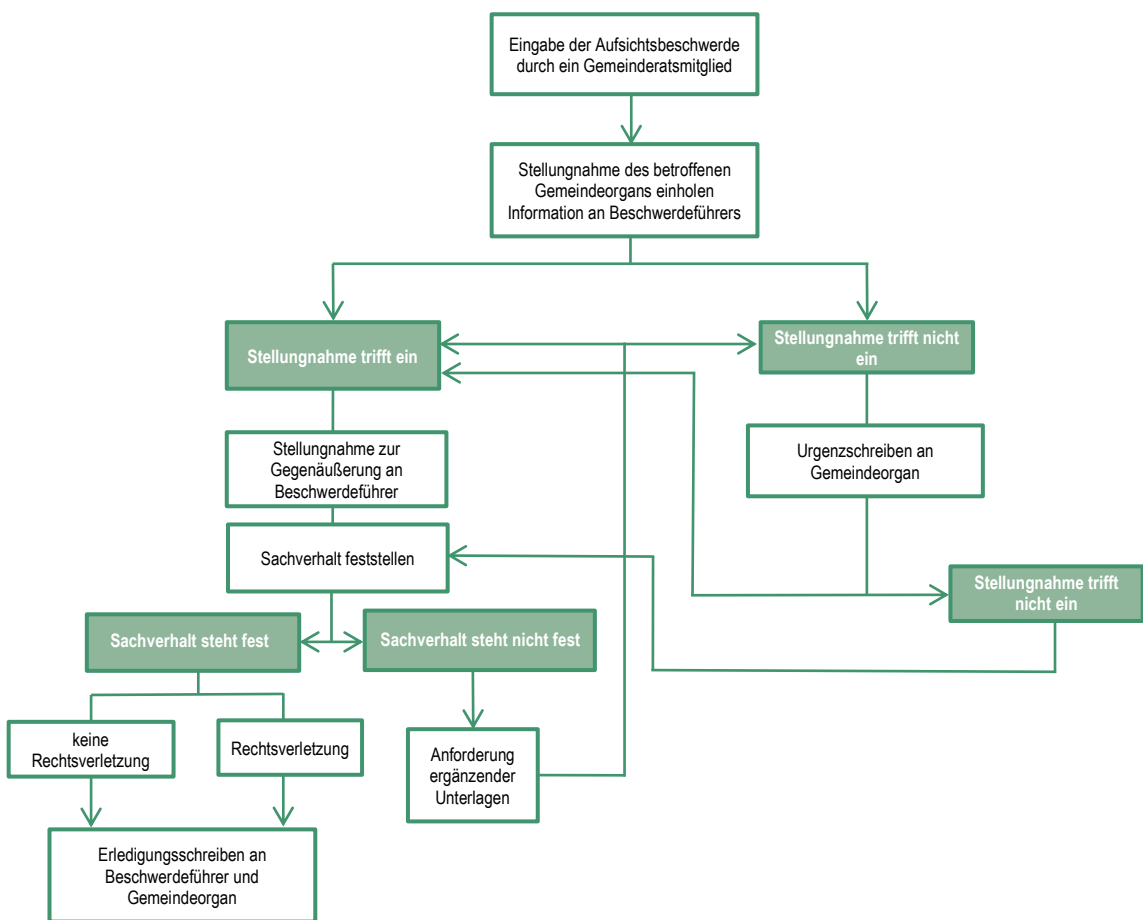 Eingabe der Aufsichtsbeschwerde
durch ein Gemeinderatsmitglied
Stellungnahme des betroffenen
Gemeindeorgans einholen
Information an Beschwerdeführers
Stellungnahme trifft ein
Stellungnahme trifft nicht
ein
Stellungnahme zur
Gegenäußerung an
Beschwerdeführer
Urgenzschreiben an
Gemeindeorgan
Sachverhalt feststellen
Stellungnahme trifft
nicht ein
Sachverhalt steht fest
Sachverhalt steht nicht fest
keine
Rechtsverletzung
Rechtsverletzung
Anforderung
ergänzender
Unterlagen
Erledigungsschreiben an
Beschwerdeführer und
Gemeindeorgan